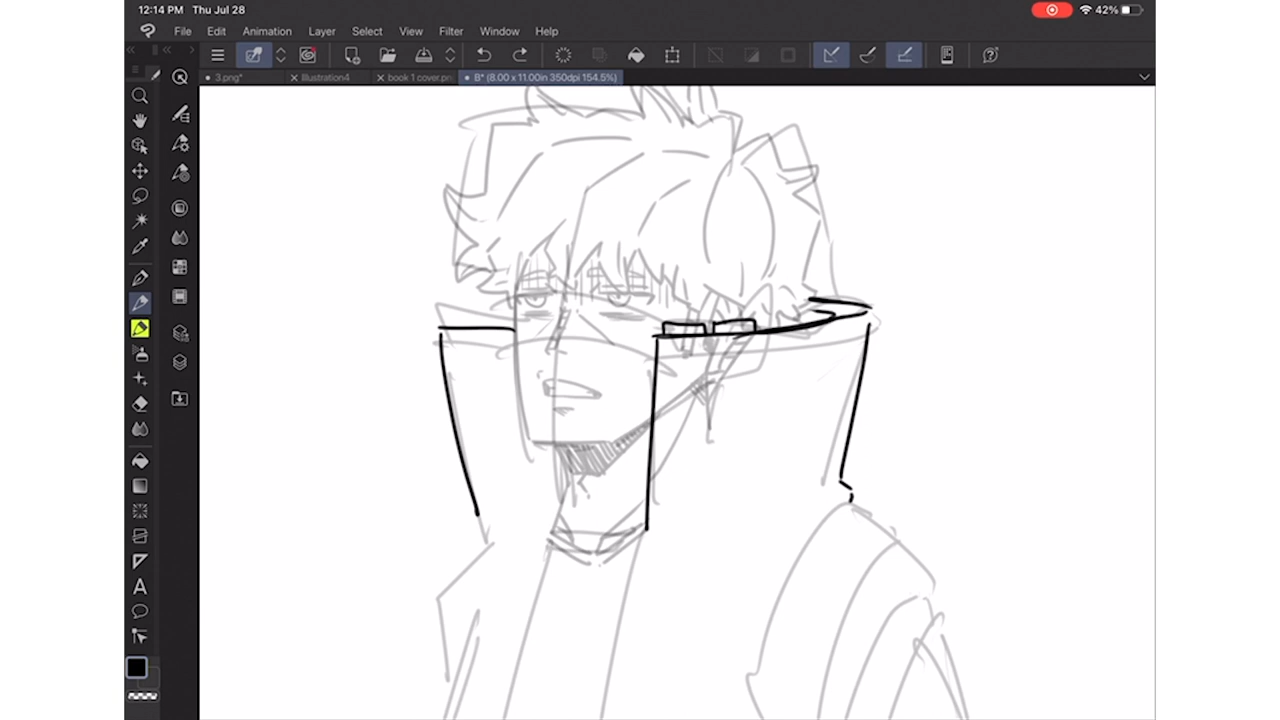 12:14 PM Thu Jul 28 42%
File Edit Animation Layer Select View Filter Window Help
3.png* Illustration4 book 1 cover.pn B* (8.00 x 11.00in 350dpi 154.5%)
A